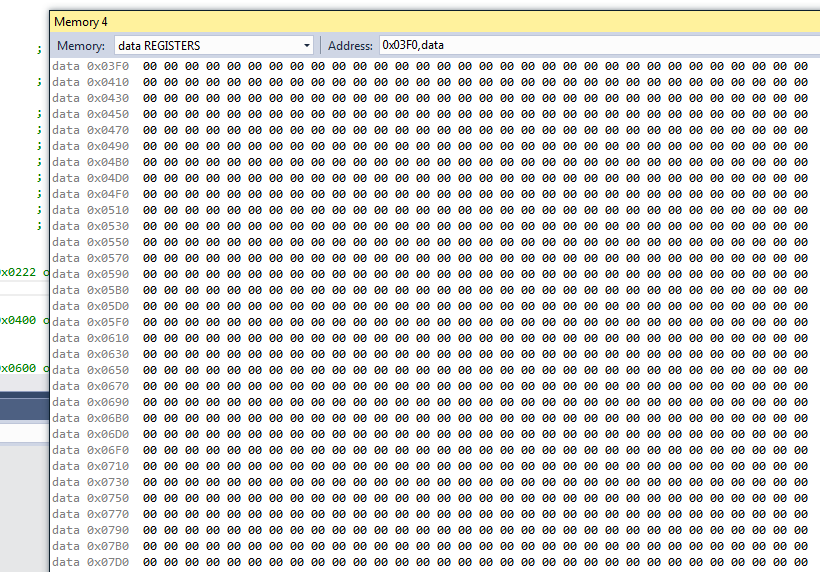 Memory 4
Memory: data REGISTERS Address: 0x03F0,data
data 0x03F0 00 00 00 00 00 00 00 00 00 00 00 00 00 00 00 00 00 00 00 00 00 00 00 00 00 00 00 00 00 00 00 00
data 0x0410 00 00 00 00 00 00 00 00 00 00 00 00 00 00 00 00 00 00 00 00 00 00 00 00 00 00 00 00 00 00 00 00
data 0x0430 00 00 00 00 00 00 00 00 00 00 00 00 00 00 00 00 00 00 00 00 00 00 00 00 00 00 00 00 00 00 00 00
data 0x0450 00 00 00 00 00 00 00 00 00 00 00 00 00 00 00 00 00 00 00 00 00 00 00 00 00 00 00 00 00 00 00 00
data 0x0470 00 00 00 00 00 00 00 00 00 00 00 00 00 00 00 00 00 00 00 00 00 00 00 00 00 00 00 00 00 00 00 00
data 0x0490 00 00 00 00 00 00 00 00 00 00 00 00 00 00 00 00 00 00 00 00 00 00 00 00 00 00 00 00 00 00 00 00
data 0x04B0 00 00 00 00 00 00 00 00 00 00 00 00 00 00 00 00 00 00 00 00 00 00 00 00 00 00 00 00 00 00 00 00
data 0x04D0 00 00 00 00 00 00 00 00 00 00 00 00 00 00 00 00 00 00 00 00 00 00 00 00 00 00 00 00 00 00 00 00
data 0x04F0 00 00 00 00 00 00 00 00 00 00 00 00 00 00 00 00 00 00 00 00 00 00 00 00 00 00 00 00 00 00 00 00
data 0x0510 00 00 00 00 00 00 00 00 00 00 00 00 00 00 00 00 00 00 00 00 00 00 00 00 00 00 00 00 00 00 00 00
data 0x0530 00 00 00 00 00 00 00 00 00 00 00 00 00 00 00 00 00 00 00 00 00 00 00 00 00 00 00 00 00 00 00 00
data 0x0550 00 00 00 00 00 00 00 00 00 00 00 00 00 00 00 00 00 00 00 00 00 00 00 00 00 00 00 00 00 00 00 00
data 0x0570 00 00 00 00 00 00 00 00 00 00 00 00 00 00 00 00 00 00 00 00 00 00 00 00 00 00 00 00 00 00 00 00
data 0x0590 00 00 00 00 00 00 00 00 00 00 00 00 00 00 00 00 00 00 00 00 00 00 00 00 00 00 00 00 00 00 00 00
data 0x05B0 00 00 00 00 00 00 00 00 00 00 00 00 00 00 00 00 00 00 00 00 00 00 00 00 00 00 00 00 00 00 00 00
data 0x05D0 00 00 00 00 00 00 00 00 00 00 00 00 00 00 00 00 00 00 00 00 00 00 00 00 00 00 00 00 00 00 00 00
data 0x05F0 00 00 00 00 00 00 00 00 00 00 00 00 00 00 00 00 00 00 00 00 00 00 00 00 00 00 00 00 00 00 00 00
data 0x0610 00 00 00 00 00 00 00 00 00 00 00 00 00 00 00 00 00 00 00 00 00 00 00 00 00 00 00 00 00 00 00 00
data 0x0630 00 00 00 00 00 00 00 00 00 00 00 00 00 00 00 00 00 00 00 00 00 00 00 00 00 00 00 00 00 00 00 00
data 0x0650 00 00 00 00 00 00 00 00 00 00 00 00 00 00 00 00 00 00 00 00 00 00 00 00 00 00 00 00 00 00 00 00
data 0x0670 00 00 00 00 00 00 00 00 00 00 00 00 00 00 00 00 00 00 00 00 00 00 00 00 00 00 00 00 00 00 00 00
data 0x0690 00 00 00 00 00 00 00 00 00 00 00 00 00 00 00 00 00 00 00 00 00 00 00 00 00 00 00 00 00 00 00 00
data 0x06B0 00 00 00 00 00 00 00 00 00 00 00 00 00 00 00 00 00 00 00 00 00 00 00 00 00 00 00 00 00 00 00 00
data 0x06D0 00 00 00 00 00 00 00 00 00 00 00 00 00 00 00 00 00 00 00 00 00 00 00 00 00 00 00 00 00 00 00 00
data 0x06F0 00 00 00 00 00 00 00 00 00 00 00 00 00 00 00 00 00 00 00 00 00 00 00 00 00 00 00 00 00 00 00 00
data 0x0710 00 00 00 00 00 00 00 00 00 00 00 00 00 00 00 00 00 00 00 00 00 00 00 00 00 00 00 00 00 00 00 00
data 0x0730 00 00 00 00 00 00 00 00 00 00 00 00 00 00 00 00 00 00 00 00 00 00 00 00 00 00 00 00 00 00 00 00
data 0x0750 00 00 00 00 00 00 00 00 00 00 00 00 00 00 00 00 00 00 00 00 00 00 00 00 00 00 00 00 00 00 00 00
data 0x0770 00 00 00 00 00 00 00 00 00 00 00 00 00 00 00 00 00 00 00 00 00 00 00 00 00 00 00 00 00 00 00 00
data 0x0790 00 00 00 00 00 00 00 00 00 00 00 00 00 00 00 00 00 00 00 00 00 00 00 00 00 00 00 00 00 00 00 00
data 0x07B0 00 00 00 00 00 00 00 00 00 00 00 00 00 00 00 00 00 00 00 00 00 00 00 00 00 00 00 00 00 00 00 00
data 0x07D0 00 00 00 00 00 00 00 00 00 00 00 00 00 00 00 00 00 00 00 00 00 00 00 00 00 00 00 00 00 00 00 00
;
;
;
;
;
;
;
;
;
;
x0222 o
x0400 o
x0600 o